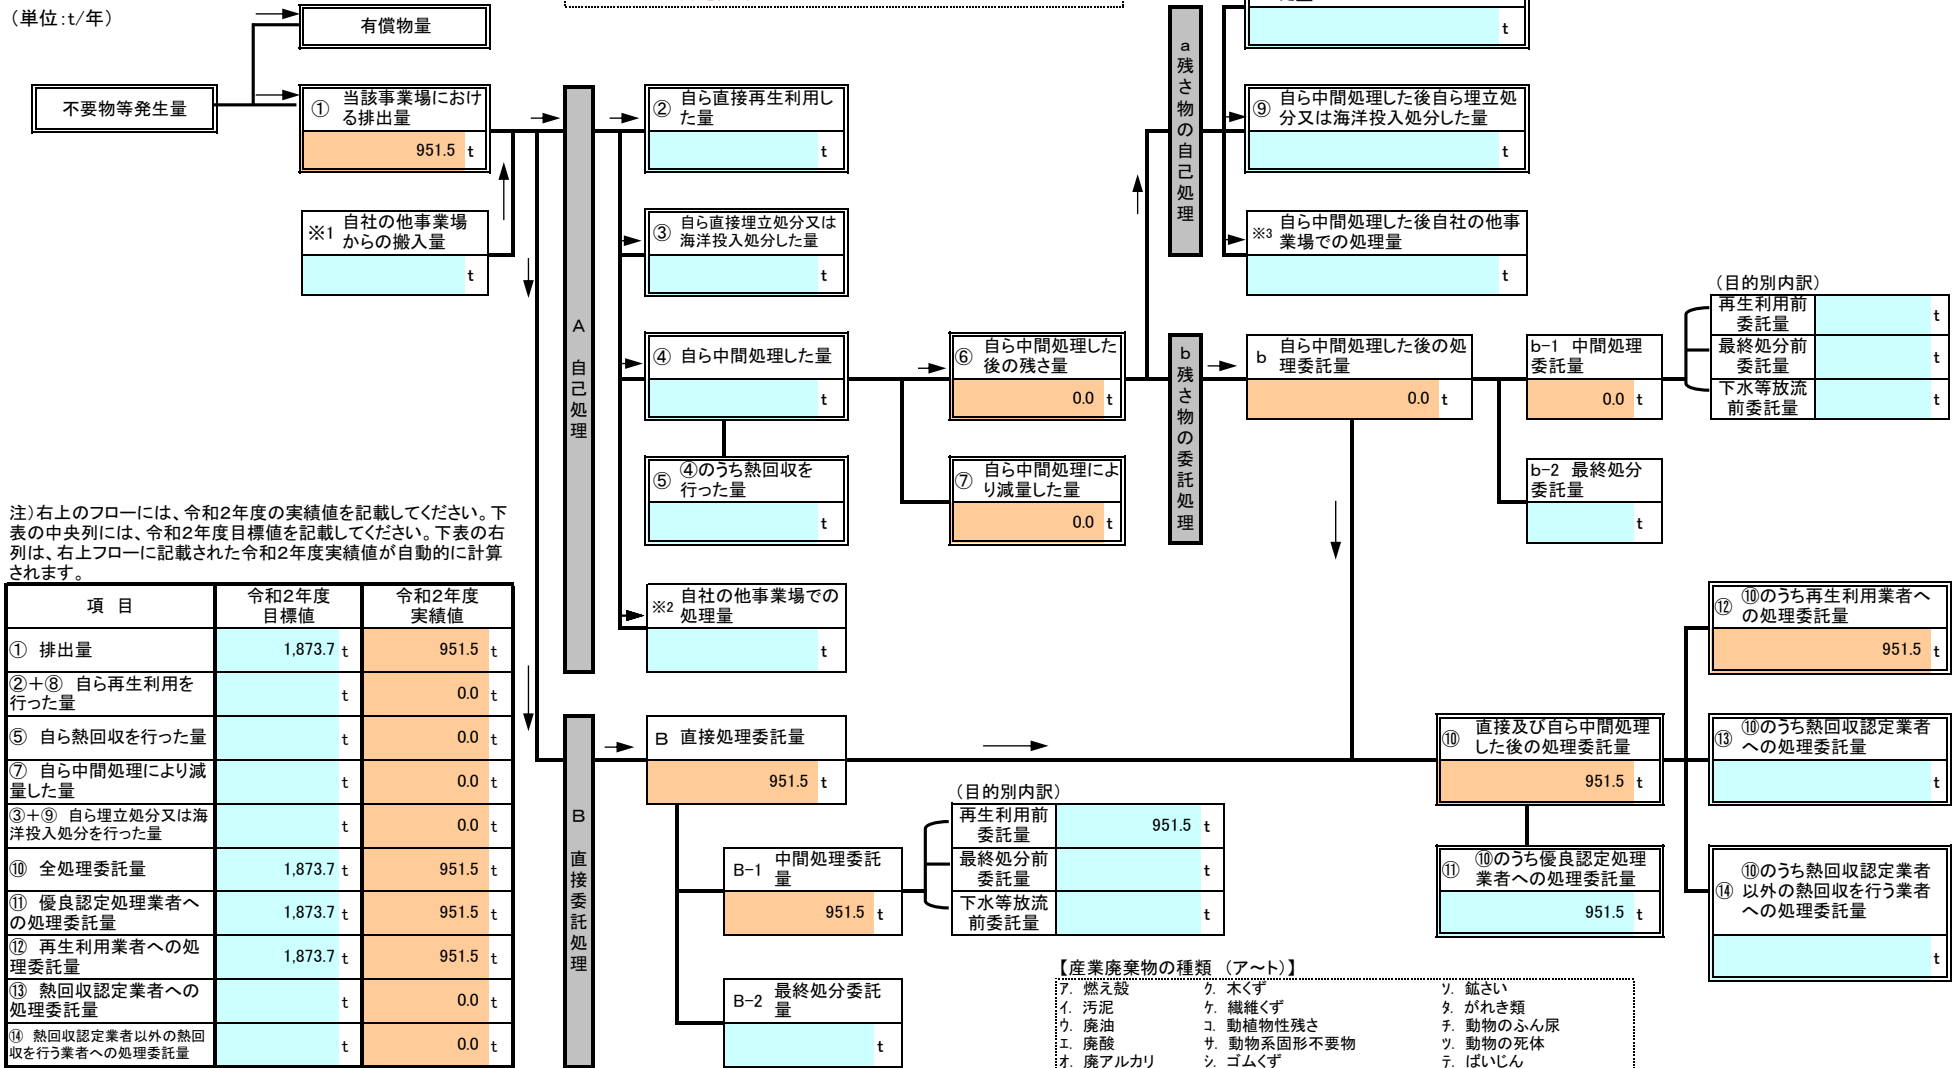 (単位:t/年)
有償物量
不要物等発生量
① 当該事業場におけ
る排出量
951.5 t
※1 自社の他事業場
からの搬入量
t
A 自己処理
② 自ら直接再生利用し
た量
t
③ 自ら直接埋立処分又は
海洋投入処分した量
t
④ 自ら中間処理した量
t
⑤ ④のうち熱回収を
行った量
t
※2 自社の他事業場での
処理量
t
⑥ 自ら中間処理した
後の残さ量
0.0 t
⑦ 自ら中間処理によ
り減量した量
0.0 t
a 残さ物の自己処理
t
⑨ 自ら中間処理した後自ら埋立処
分又は海洋投入処分した量
t
※3 自ら中間処理した後自社の他事
業場での処理量
t
b 残さ物の委託処理
b 自ら中間処理した後の処
理委託量
0.0 t
b-1 中間処理
委託量
0.0 t
b-2 最終処分
委託量
t
(目的別内訳)
再生利用前
委託量
t
最終処分前
委託量
t
下水等放流
前委託量
t
注)右上のフローには、令和2年度の実績値を記載してください。下
表の中央列には、令和2年度目標値を記載してください。下表の右
列は、右上フローに記載された令和2年度実績値が自動的に計算
されます。
項 目
令和2年度
目標値
令和2年度
実績値
① 排出量 1,873.7 t 951.5 t
②+⑧ 自ら再生利用を
行った量 t 0.0 t
⑤ 自ら熱回収を行った量 t 0.0 t
⑦ 自ら中間処理により減
量した量 t 0.0 t
③+⑨ 自ら埋立処分又は海
洋投入処分を行った量 t 0.0 t
⑩ 全処理委託量 1,873.7 t 951.5 t
⑪ 優良認定処理業者へ
の処理委託量 1,873.7 t 951.5 t
⑫ 再生利用業者への処
理委託量 1,873.7 t 951.5 t
⑬ 熱回収認定業者への
処理委託量 t 0.0 t
⑭ 熱回収認定業者以外の熱回
収を行う業者への処理委託量 t 0.0 t
B 直接委託処理
B 直接処理委託量
951.5 t
B-1 中間処理委託
量
951.5 t
B-2 最終処分委託
量
t
(目的別内訳)
再生利用前
委託量
951.5 t
最終処分前
委託量
t
下水等放流
前委託量
t
⑩ 直接及び自ら中間処理
した後の処理委託量
951.5 t
⑪ ⑩のうち優良認定処理
業者への処理委託量
951.5 t
⑫ ⑩のうち再生利用業者へ
の処理委託量
951.5 t
⑬ ⑩のうち熱回収認定業者
への処理委託量
t
⑭ ⑩のうち熱回収認定業者
以外の熱回収を行う業者
への処理委託量
t
【産業廃棄物の種類 (ア～ト)】
ア. 燃え殻 ク. 木くず ソ. 鉱さい
イ. 汚泥 ケ. 繊維くず タ. がれき類
ウ. 廃油 コ. 動植物性残さ チ. 動物のふん尿
エ. 廃酸 サ. 動物系固形不要物 ツ. 動物の死体
オ. 廃アルカリ シ. ゴムくず テ. ばいじん